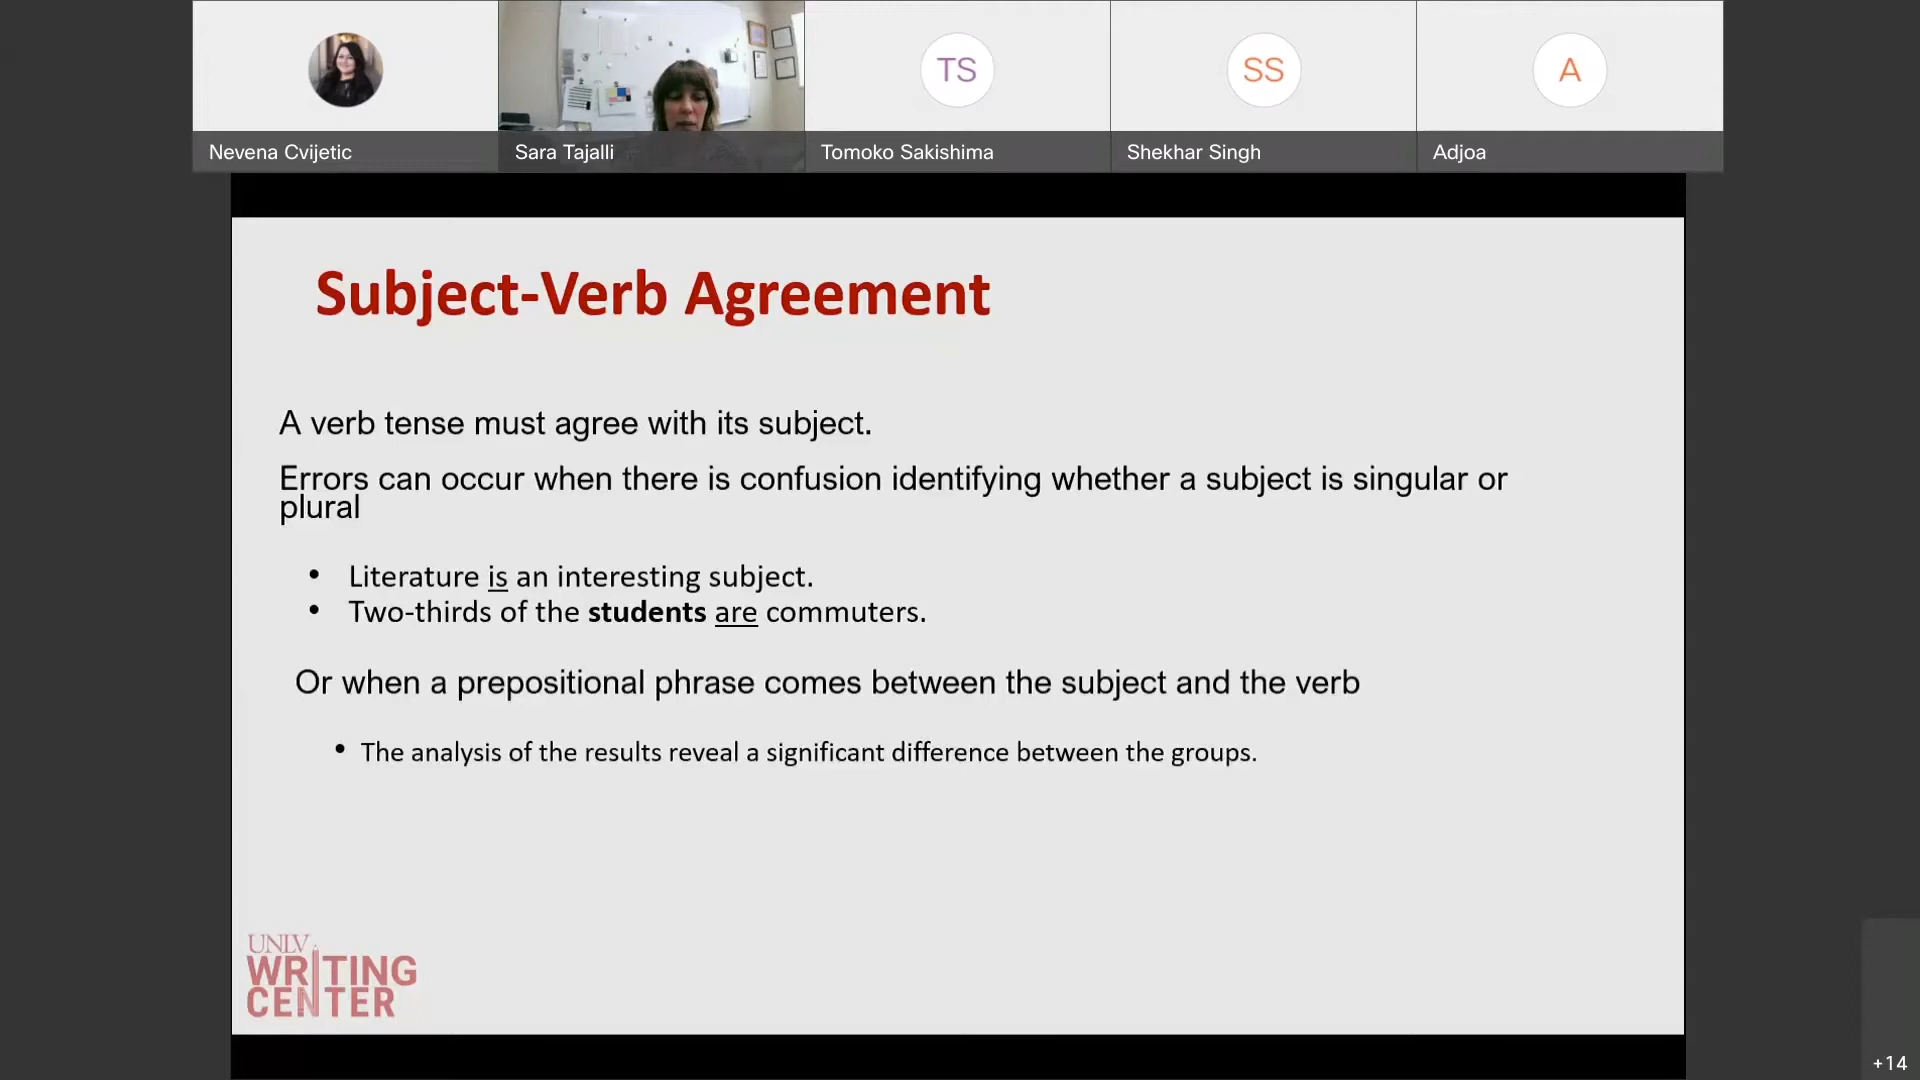 TS
SS
A
Nevena Cvijetic
Sara Tajalli
Tomoko Sakishima
Shekhar Singh
Adjoa
Subject-Verb Agreement
A verb tense must agree with its subject.
Errors can occur when there is confusion identifying whether a subject is singular or
plural
• Literature is an interesting subject.
• Two-thirds of the students are commuters.
Or when a prepositional phrase comes between the subject and the verb
• The analysis of the results reveal a significant difference between the groups.
UNLV
WRITING
CENTER
+14